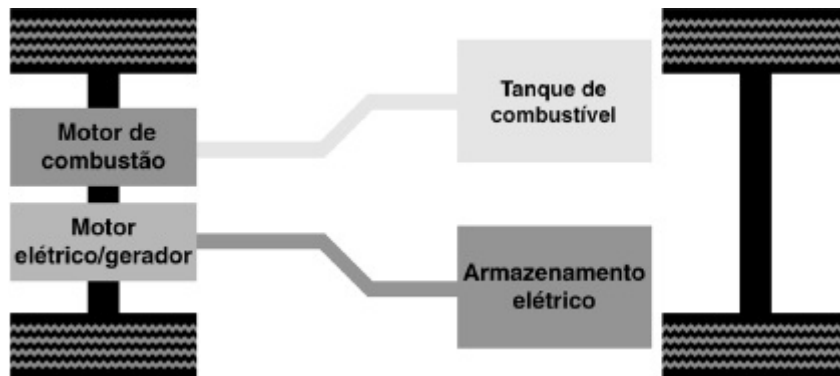 Motor de
combustão
Motor
elétrico/gerador
Tanque de
combustível
Armazenamento
elétrico